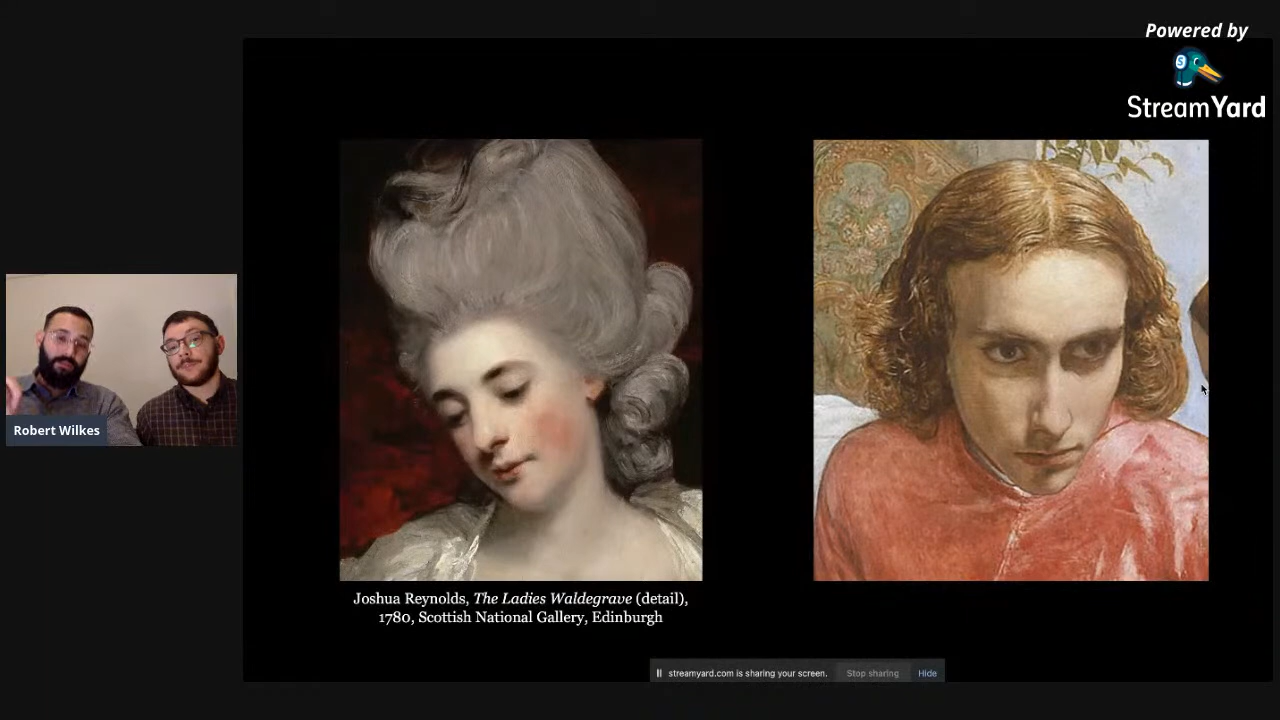 Powered by
S
StreamYard
Robert Wilkes
Joshua Reynolds, The Ladies Waldegrave (detail),
1780, Scottish National Gallery, Edinburgh
streamyard.com is sharing your screen. Stop sharing Hide